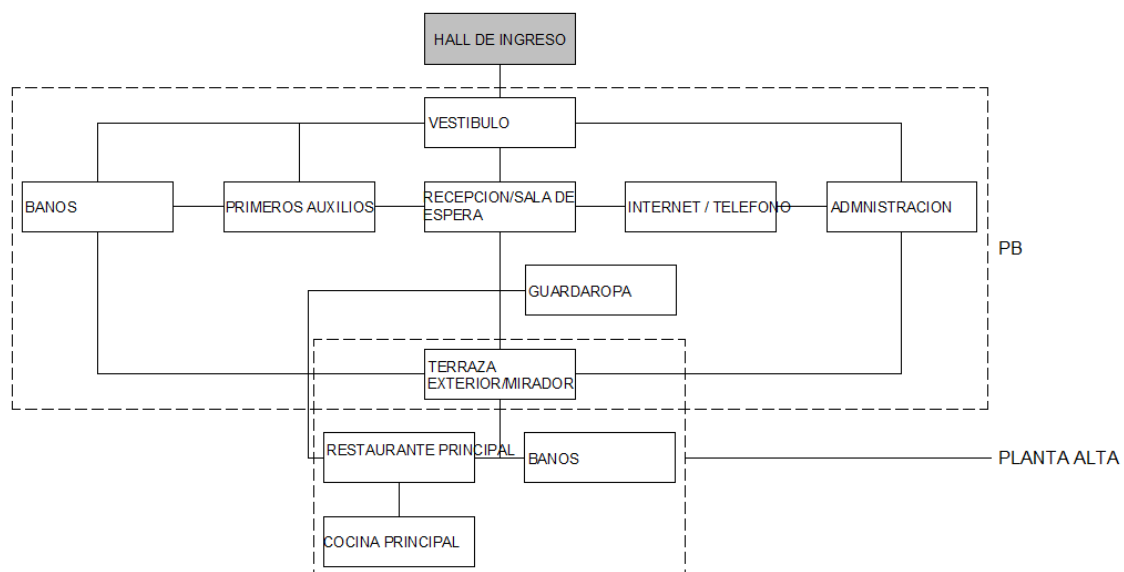 HALL DE INGRESO
VESTIBULO
BANOS
PRIMEROS AUXILIOS
RECEPCION/SALA DE
ESPERA
INTERNET / TELEFONO
ADMNISTRACION
PB
GUARDAROPA
TERRAZA
EXTERIOR/MIRADOR
RESTAURANTE PRINCIPAL
BANOS
PLANTA ALTA
COCINA PRINCIPAL